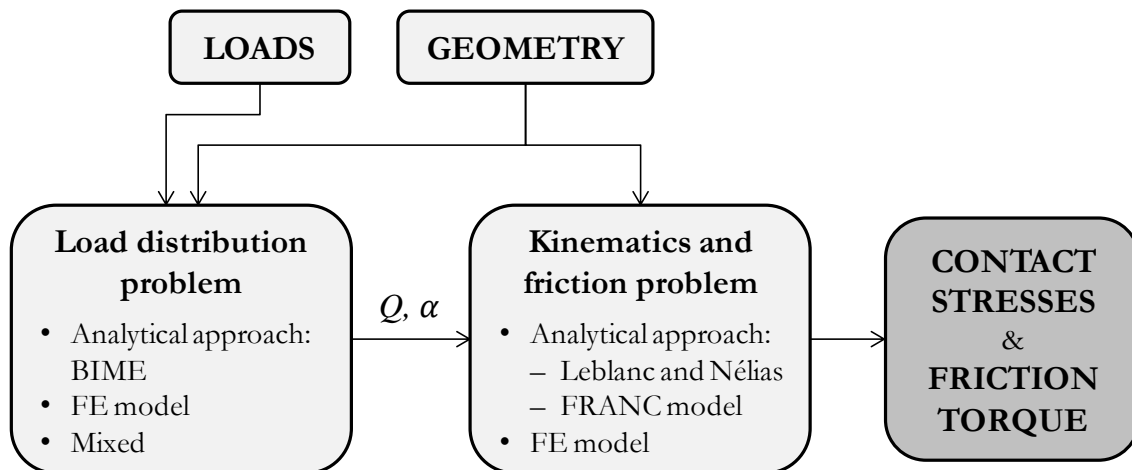 LOADS
GEOMETRY
Load distribution
problem
• Analytical approach:
BIME
• FE model
• Mixed
Q, α
Kinematics and
friction problem
• Analytical approach:
– Leblanc and Nélias
– FRANC model
• FE model
CONTACT
STRESSES
&
FRICTION
TORQUE